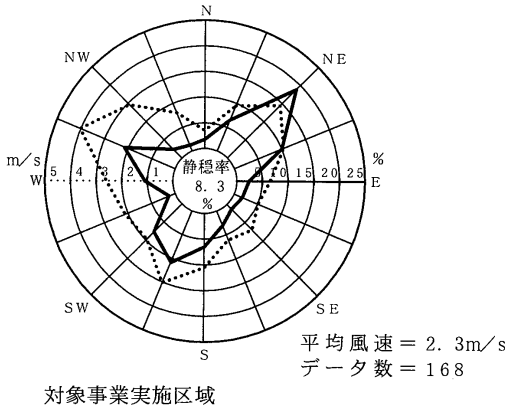 N
NW
NE
m/s
%
W 5 4 3 2 1
静穏率
8. 3
%
5 10 15 20 25
E
SW
SE
S
平均風速＝2. 3m/s
データ数＝168
対象事業実施区域